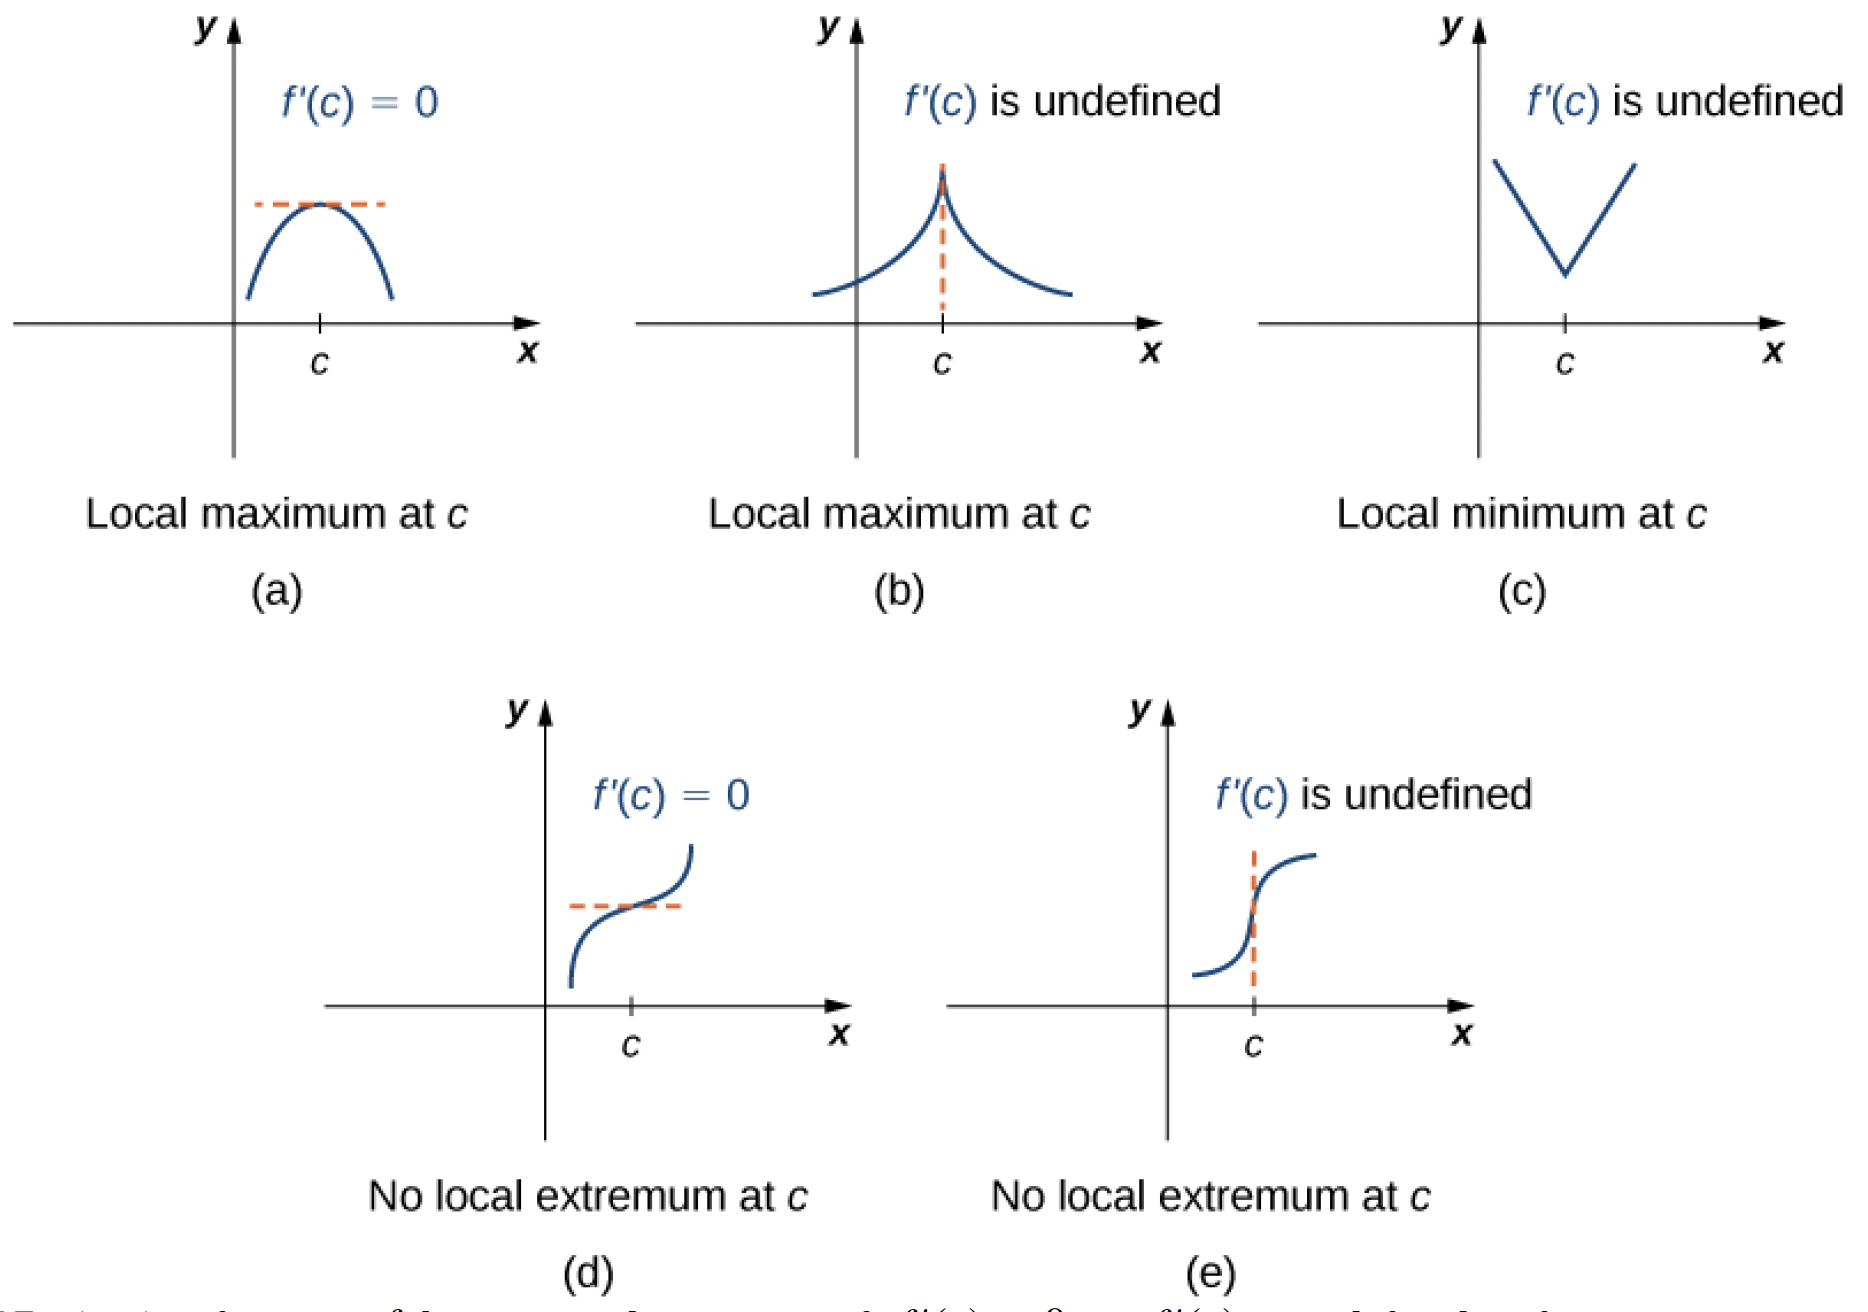 y y y
f'(c) = 0 f'(c) is undefined f'(c) is undefined
c x c x c x
Local maximum at c Local maximum at c Local minimum at c
(a) (b) (c)
y y
f'(c) = 0 f'(c) is undefined
c x c x
No local extremum at c No local extremum at c
(d) (e)